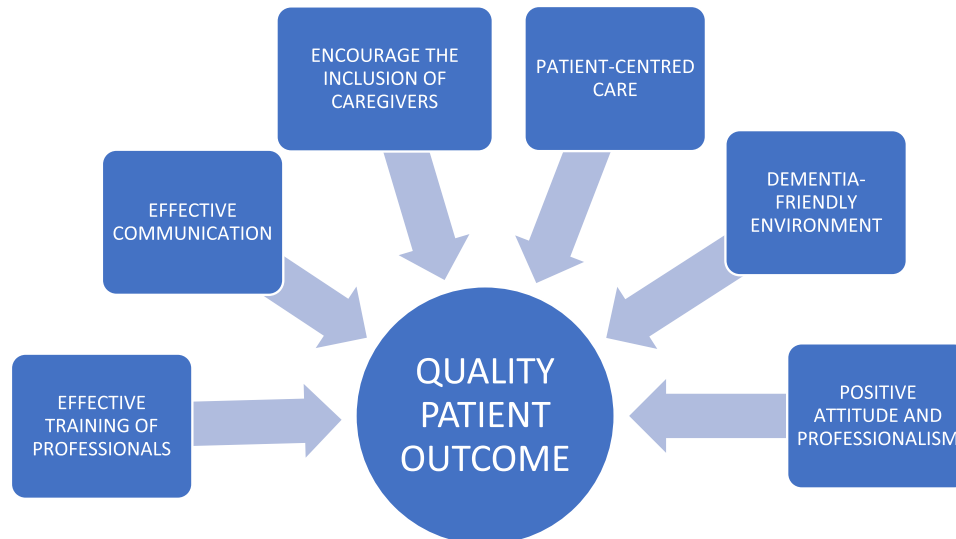 ENCOURAGE THE
INCLUSION OF
CAREGIVERS
PATIENT-CENTRED
CARE
EFFECTIVE
COMMUNICATION
DEMENTIA-
FRIENDLY
ENVIRONMENT
EFFECTIVE
TRAINING OF
PROFESSIONALS
QUALITY
PATIENT
OUTCOME
POSITIVE
ATTITUDE AND
PROFESSIONALISM